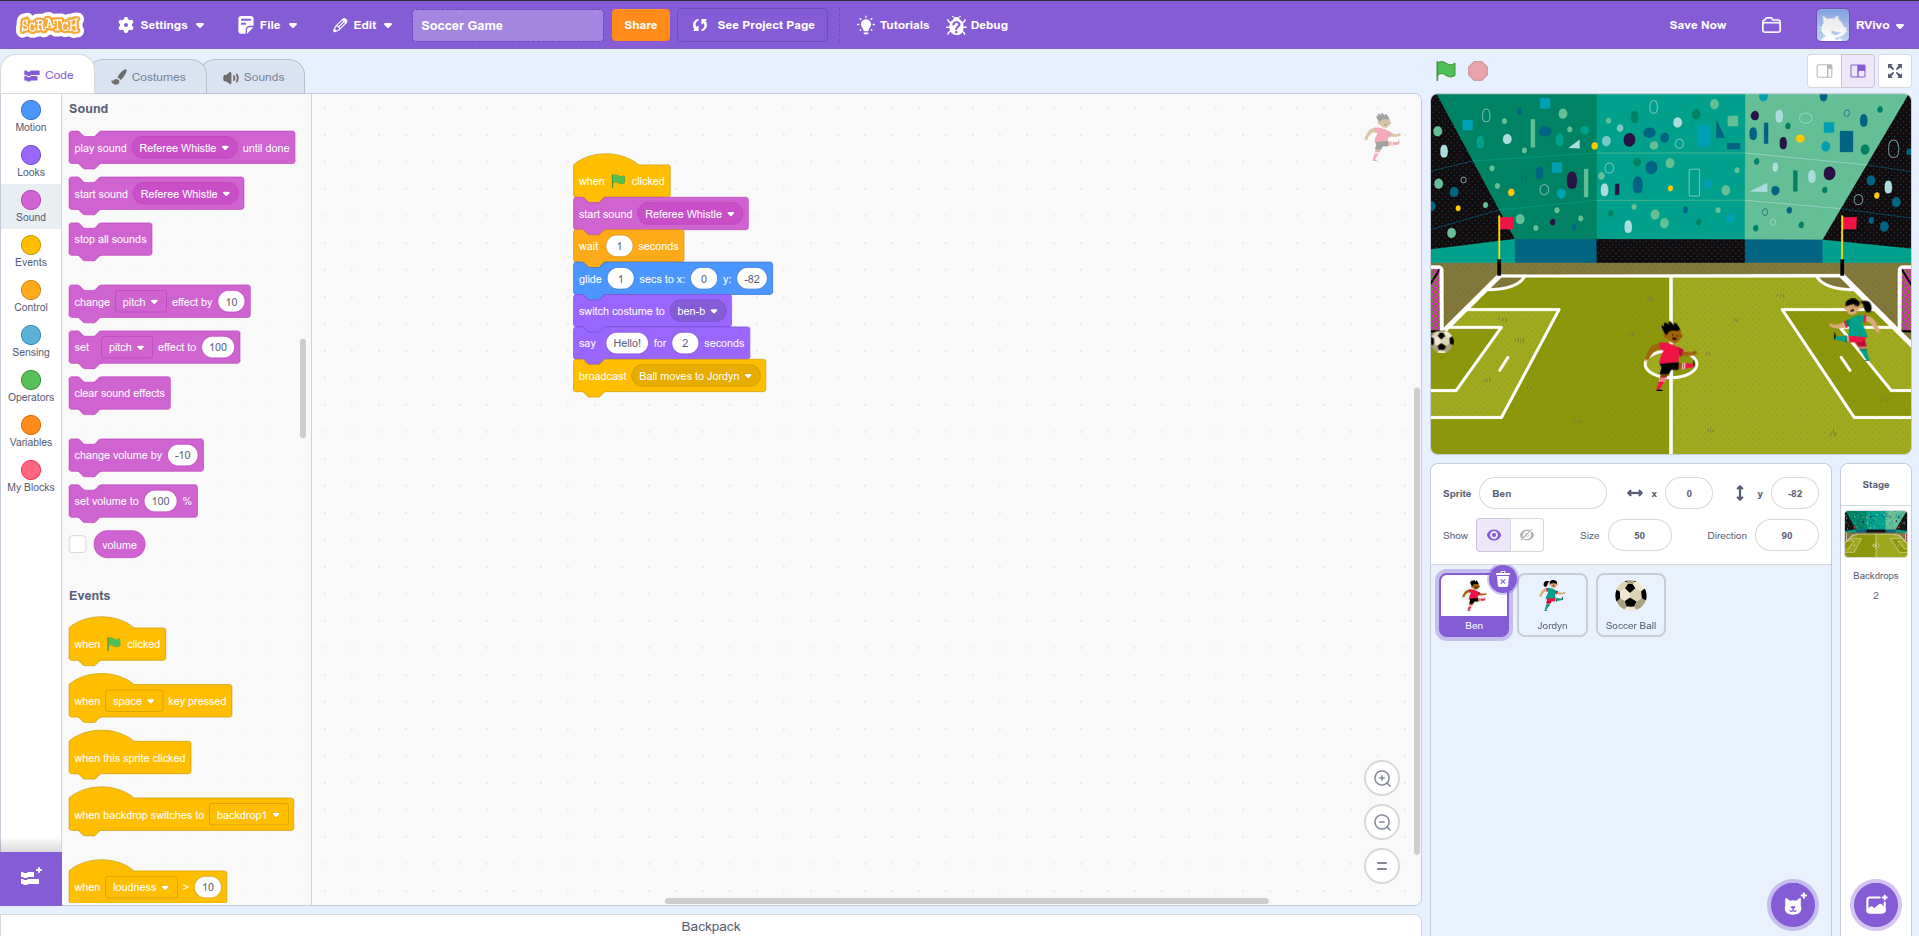 SCRATCH
Settings
File
Edit
Soccer Game
Share
See Project Page
Tutorials
Debug
Save Now
RVivo
Code
Costumes
Sounds
Motion
Looks
Sound
Events
Control
Sensing
Operators
Variables
My Blocks
Sound
play sound Referee Whistle until done
start sound Referee Whistle
stop all sounds
change pitch effect by 10
set pitch effect to 100
clear sound effects
change volume by -10
set volume to 100 %
volume
Events
when clicked
when space key pressed
when this sprite clicked
when backdrop switches to backdrop1
when loudness > 10
when clicked
start sound Referee Whistle
wait 1 seconds
glide 1 secs to x: 0 y: -82
switch costume to ben-b
say Hello! for 2 seconds
broadcast Ball moves to Jordyn
Sprite Ben x 0 y -82
Show Size 50 Direction 90
Ben
Jordyn
Soccer Ball
Stage
Backdrops
2
Backpack